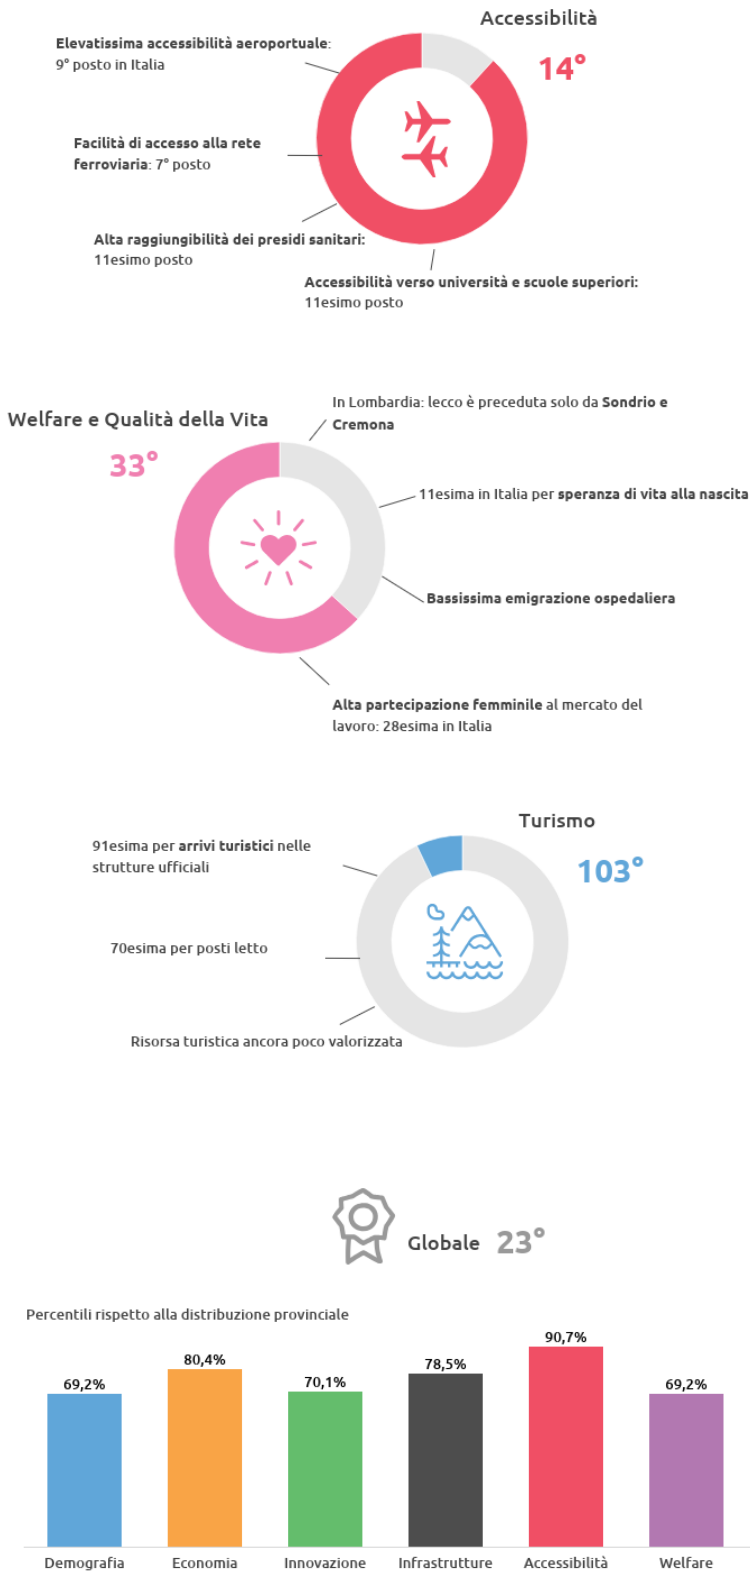 Accessibilità
14°
Elevatissima accessibilità aeroportuale:
9° posto in Italia
Facilità di accesso alla rete
ferroviaria: 7° posto
Alta raggiungibilità dei presidi sanitari:
11esimo posto
Accessibilità verso università e scuole superiori:
11esimo posto
Welfare e Qualità della Vita
33°
In Lombardia: lecco è preceduta solo da Sondrio e
Cremona
11esima in Italia per speranza di vita alla nascita
Bassissima emigrazione ospedaliera
Alta partecipazione femminile al mercato del
lavoro: 28esima in Italia
Turismo
103°
91esima per arrivi turistici nelle
strutture ufficiali
70esima per posti letto
Risorsa turistica ancora poco valorizzata
Globale 23°
Percentili rispetto alla distribuzione provinciale
69,2% 80,4% 70,1% 78,5% 90,7% 69,2%
Demografia Economia Innovazione Infrastrutture Accessibilità Welfare